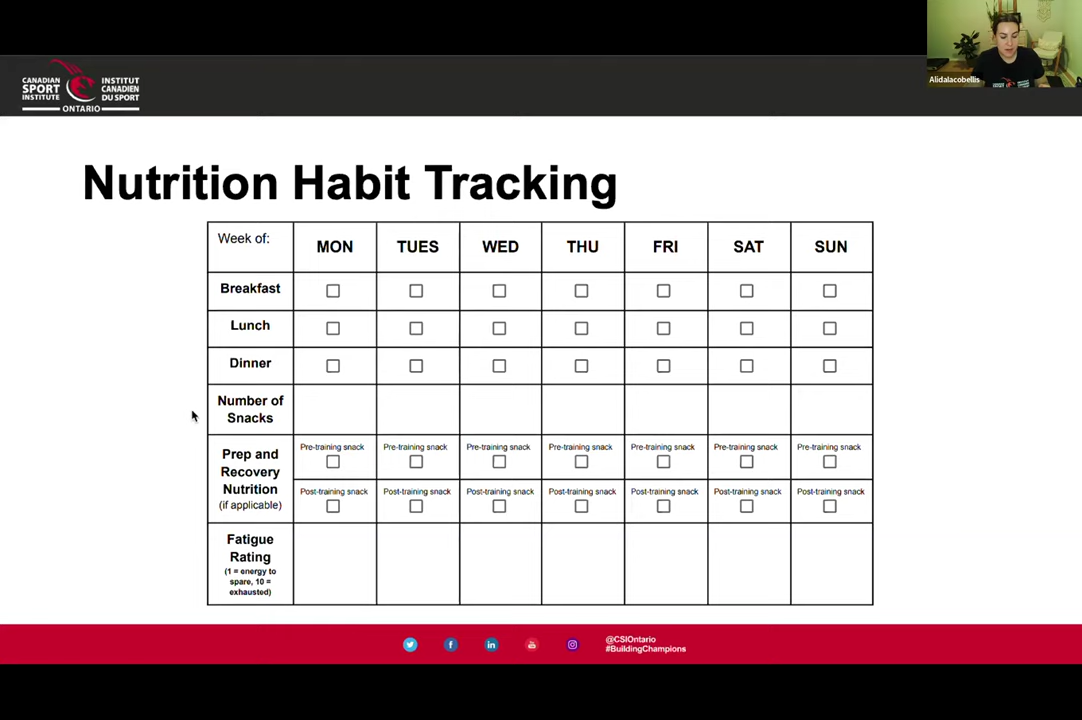 AlidaIacobellis
CANADIAN
SPORT
INSTITUTE
INSTITUT
CANADIEN
DU SPORT
ONTARIO
Nutrition Habit Tracking
Week of: MON TUES WED THU FRI SAT SUN
Breakfast
Lunch
Dinner
Number of
Snacks
Prep and
Recovery
Nutrition
(if applicable)
Pre-training snack Pre-training snack Pre-training snack Pre-training snack Pre-training snack Pre-training snack Pre-training snack
Post-training snack Post-training snack Post-training snack Post-training snack Post-training snack Post-training snack Post-training snack
Fatigue
Rating
(1 = energy to
spare, 10 =
exhausted)
@CSIOntario
#BuildingChampions